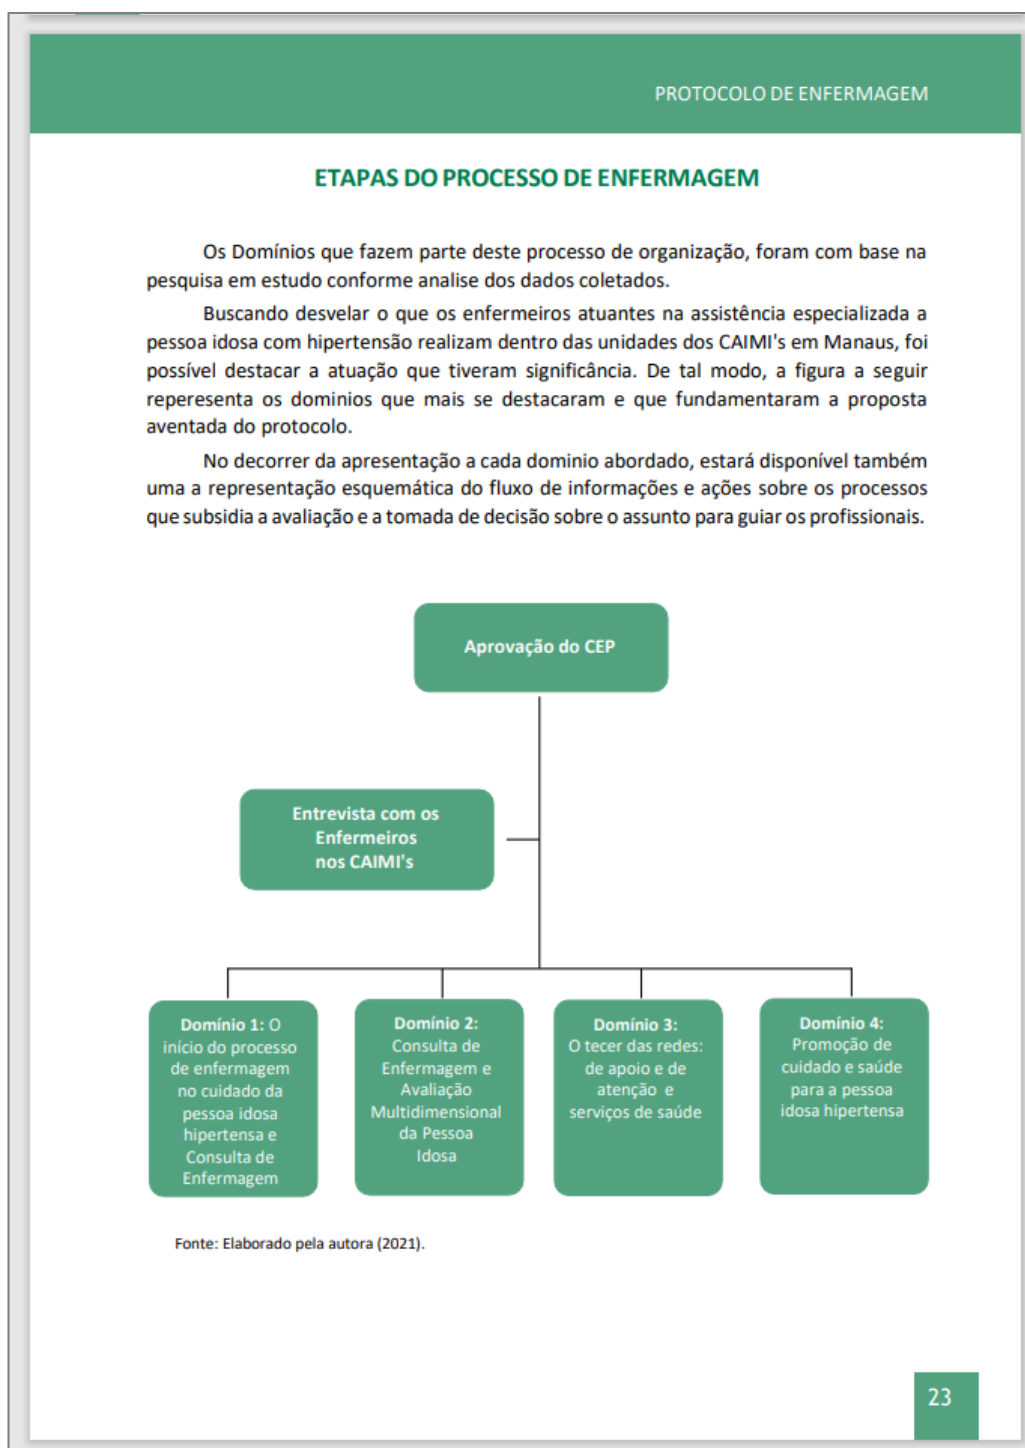 PROTOCOLO DE ENFERMAGEM
ETAPAS DO PROCESSO DE ENFERMAGEM
Os Domínios que fazem parte deste processo de organização, foram com base na
pesquisa em estudo conforme analise dos dados coletados.
Buscando desvelar o que os enfermeiros atuantes na assistência especializada a
pessoa idosa com hipertensão realizam dentro das unidades dos CAIMI's em Manaus, foi
possível destacar a atuação que tiveram significância. De tal modo, a figura a seguir
reperesenta os dominios que mais se destacaram e que fundamentaram a proposta
aventada do protocolo.
No decorrer da apresentação a cada dominio abordado, estará disponível também
uma a representação esquemática do fluxo de informações e ações sobre os processos
que subsidia a avaliação e a tomada de decisão sobre o assunto para guiar os profissionais.
Aprovação do CEP
Entrevista com os
Enfermeiros
nos CAIMI's
Domínio 1: O
início do processo
de enfermagem
no cuidado da
pessoa idosa
hipertensa e
Consulta de
Enfermagem
Domínio 2:
Consulta de
Enfermagem e
Avaliação
Multidimensional
da Pessoa
Idosa
Domínio 3:
O tecer das redes:
de apoio e de
atenção e
serviços de saúde
Domínio 4:
Promoção de
cuidado e saúde
para a pessoa
idosa hipertensa
Fonte: Elaborado pela autora (2021).
23